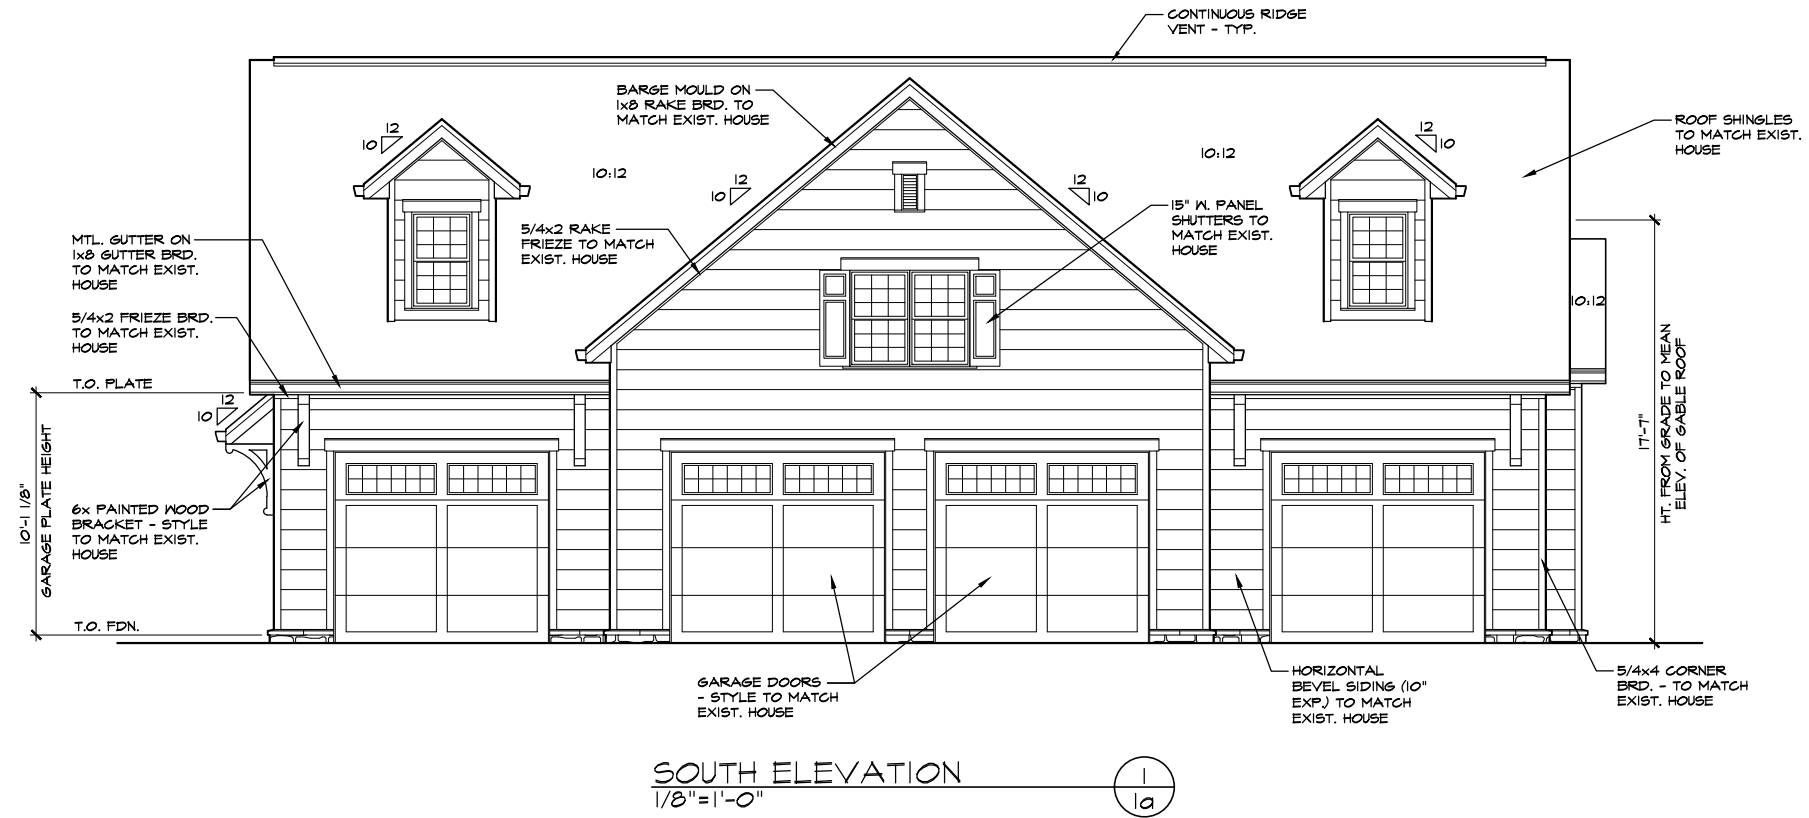 CONTINUOUS RIDGE
VENT - TYP.
BARGE MOULD ON
1x8 RAKE BRD. TO
MATCH EXIST. HOUSE
ROOF SHINGLES
TO MATCH EXIST.
HOUSE
12
10
10:12
10:12
12
10
12
10
12
10
15" W. PANEL
SHUTTERS TO
MATCH EXIST.
HOUSE
5/4x2 RAKE
FRIEZE TO MATCH
EXIST. HOUSE
MTL. GUTTER ON
1x8 GUTTER BRD.
TO MATCH EXIST.
HOUSE
10:12
5/4x2 FRIEZE BRD.
TO MATCH EXIST.
HOUSE
T.O. PLATE
12
10
17'-7"
HT. FROM GRADE TO MEAN
ELEV. OF GABLE ROOF
10'-1 1/8"
GARAGE PLATE HEIGHT
6x PAINTED WOOD
BRACKET - STYLE
TO MATCH EXIST.
HOUSE
T.O. FDN.
GARAGE DOORS
- STYLE TO MATCH
EXIST. HOUSE
HORIZONTAL
BEVEL SIDING (10"
EXP.) TO MATCH
EXIST. HOUSE
5/4x4 CORNER
BRD. - TO MATCH
EXIST. HOUSE
SOUTH ELEVATION
1/8"=1'-0"
1
1a